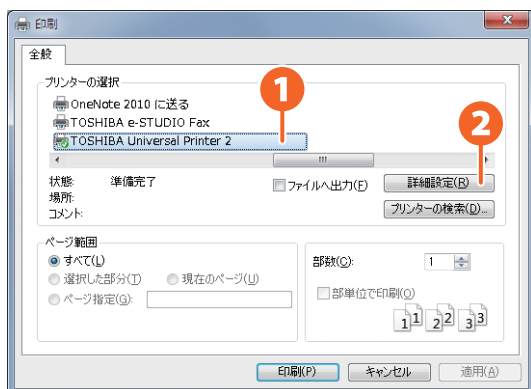 印刷
全般
プリンターの選択
1
OneNote 2010 に送る
TOSHIBA e-STUDIO Fax
2
TOSHIBA Universal Printer 2
状態: 準備完了
ファイルへ出力(F)
詳細設定(R)
場所:
コメント:
プリンターの検索(D)...
ページ範囲
すべて(L)
選択した部分(T)
現在のページ(U)
ページ指定(G):
部数(C): 1
部単位で印刷(O)
11 22 33
印刷(P)
キャンセル
適用(A)